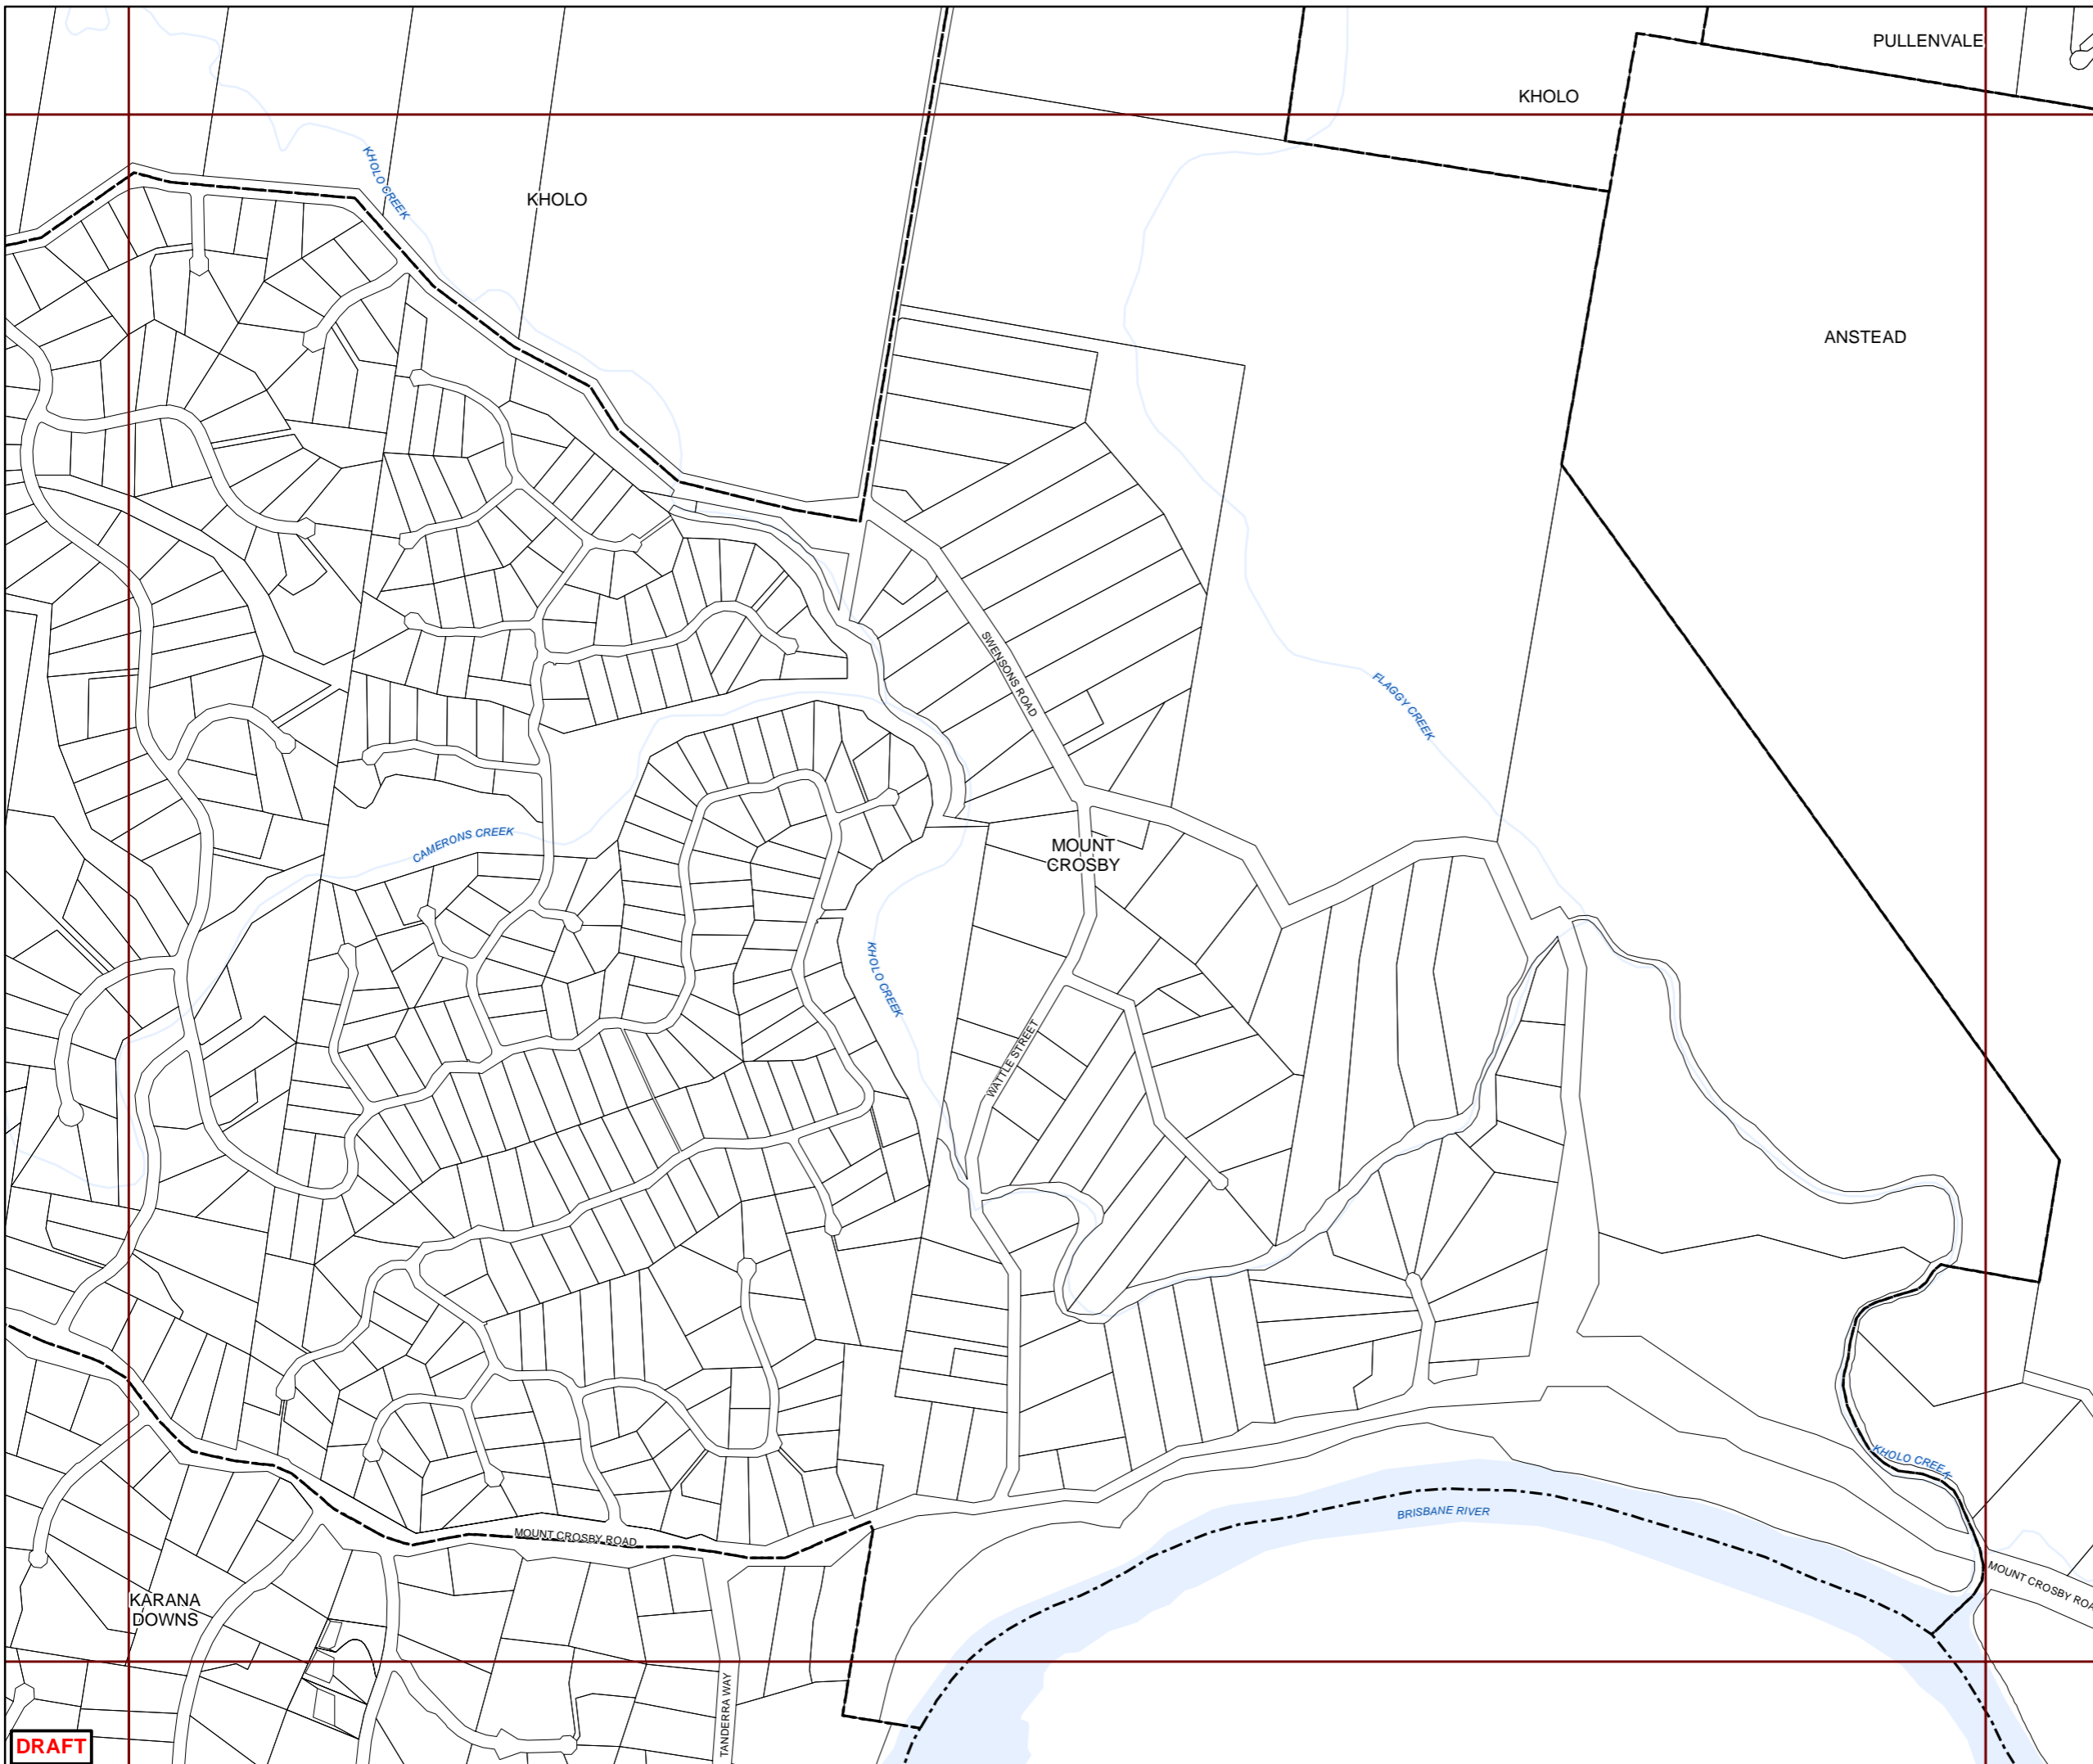 PULLENVALE
KHOLO
KHOLO CREEK
KHOLO
ANSTEAD
SWENSONS ROAD
FLAGGY CREEK
CAMERONS CREEK
MOUNT
CROSBY
KHOLO CREEK
WATTLE STREET
KHOLO CREEK
BRISBANE RIVER
MOUNT CROSBY ROAD
MOUNT CROSBY ROA
KARANA
DOWNS
TANDERRA WAY
DRAFT